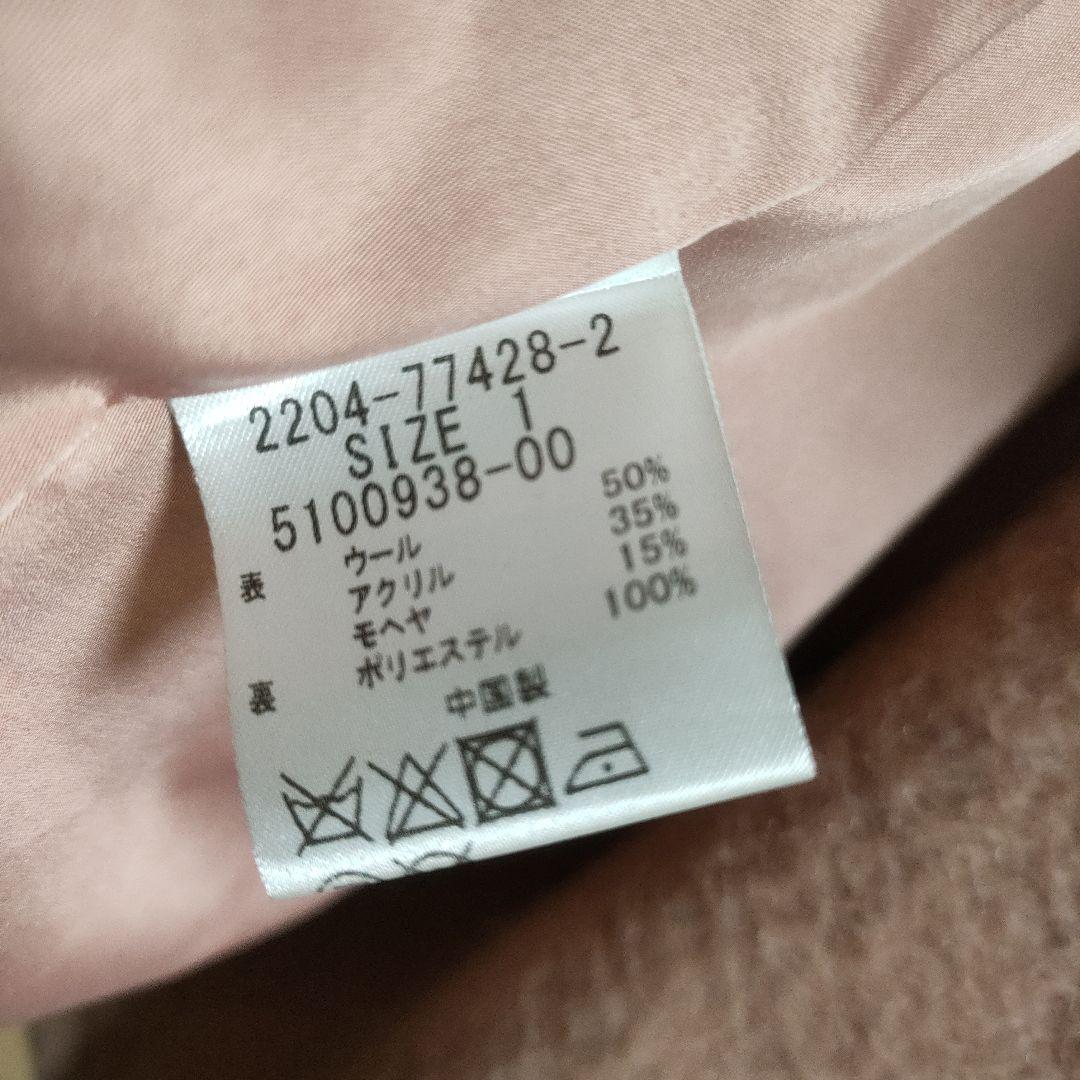 2204-77428-2
SIZE 1
5100938-00
表 ウール 50%
アクリル 35%
モヘヤ 15%
裏 ポリエステル 100%
中国製